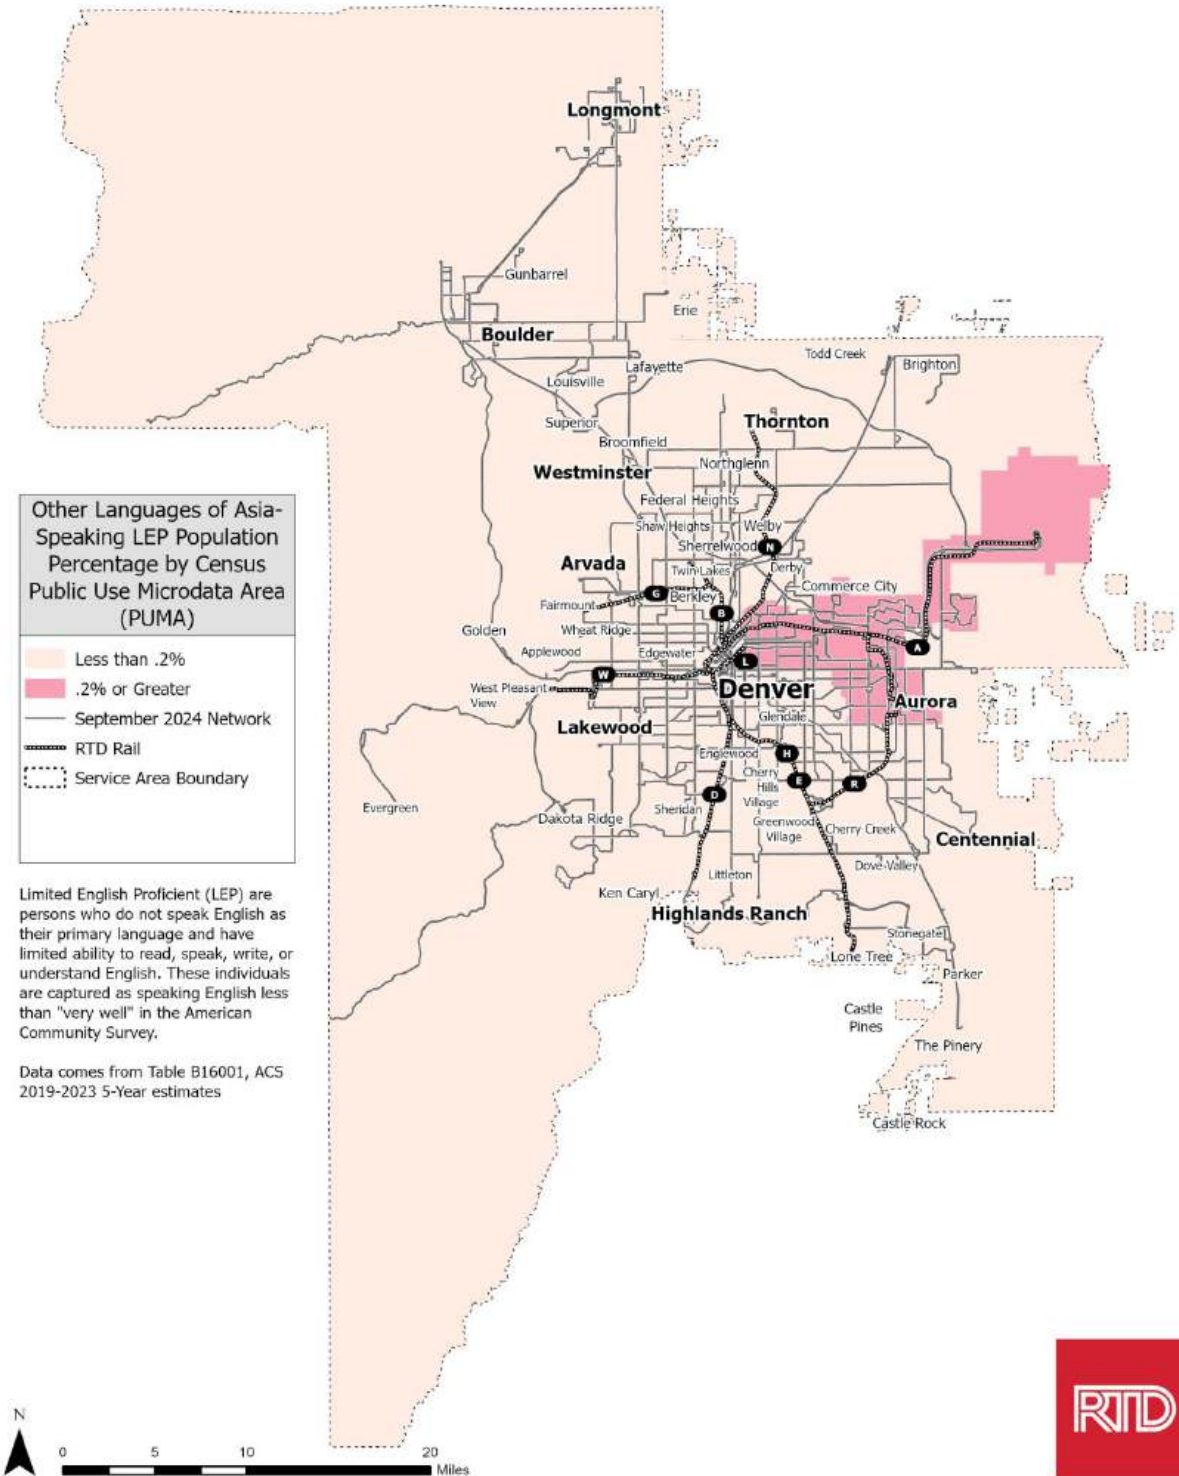 Longmont
Gunbarrel
Erie
Boulder
Todd Creek
Brighton
Lafayette
Louisville
Superior
Thornton
Broomfield
Westminster
Northglenn
Federal Heights
Shaw Heights
Welby
Sherrelwood
N
Arvada
Twin Lakes
Derby
Commerce City
G
Berkley
Fairmount
B
Golden
Wheat Ridge
Applewood
Edgewater
A
L
W
West Pleasant
View
Denver
Aurora
Lakewood
Glendale
Englewood
H
Cherry
Hills
Village
E
R
D
Evergreen
Sheridan
Dakota Ridge
Greenwood
Village
Cherry Creek
Centennial
Dove Valley
Littleton
Ken Caryl
Highlands Ranch
Stonegate
Lone Tree
Parker
Castle
Pines
The Pinery
Castle Rock
Other Languages of Asia-
Speaking LEP Population
Percentage by Census
Public Use Microdata Area
(PUMA)
Less than .2%
.2% or Greater
September 2024 Network
RTD Rail
Service Area Boundary
Limited English Proficient (LEP) are
persons who do not speak English as
their primary language and have
limited ability to read, speak, write, or
understand English. These individuals
are captured as speaking English less
than "very well" in the American
Community Survey.
Data comes from Table B16001, ACS
2019-2023 5-Year estimates
N
0 5 10 20
Miles
RTD